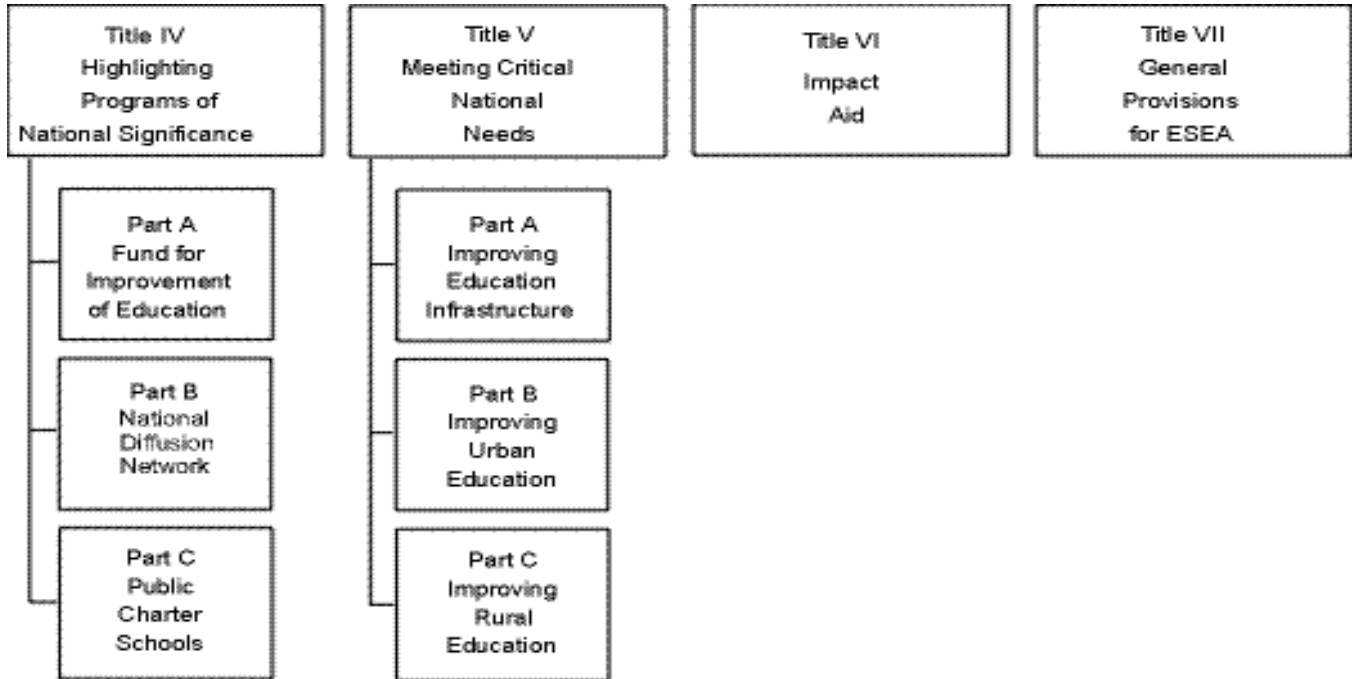 Title IV
Highlighting
Programs of
National Significance
Part A
Fund for
Improvement
of Education
Part B
National
Diffusion
Network
Part C
Public
Charter
Schools
Title V
Meeting Critical
National
Needs
Part A
Improving
Education
Infrastructure
Part B
Improving
Urban
Education
Part C
Improving
Rural
Education
Title VI
Impact
Aid
Title VII
General
Provisions
for ESEA